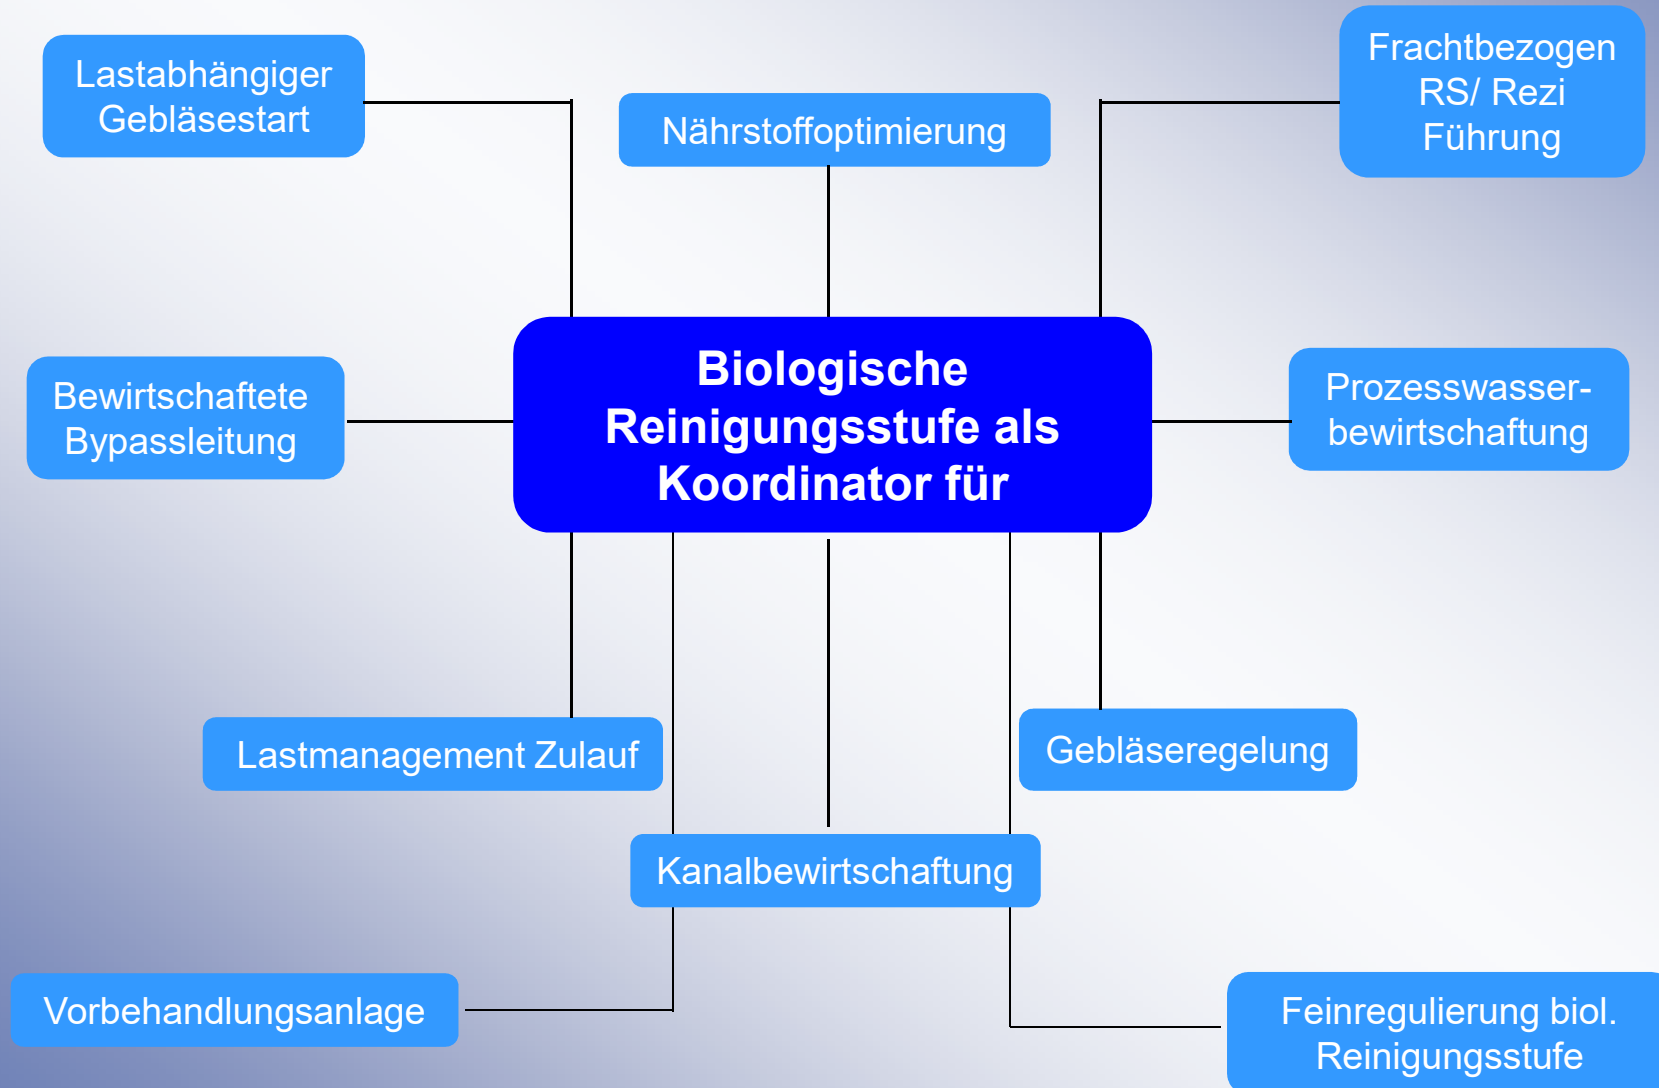 Lastabhängiger
Gebläsestart
Nährstoffoptimierung
Frachtbezogen
RS/ Rezi
Führung
Bewirtschaftete
Bypassleitung
Biologische
Reinigungsstufe als
Koordinator für
Prozesswasser-
bewirtschaftung
Lastmanagement Zulauf
Gebläseregelung
Kanalbewirtschaftung
Vorbehandlungsanlage
Feinregulierung biol.
Reinigungsstufe